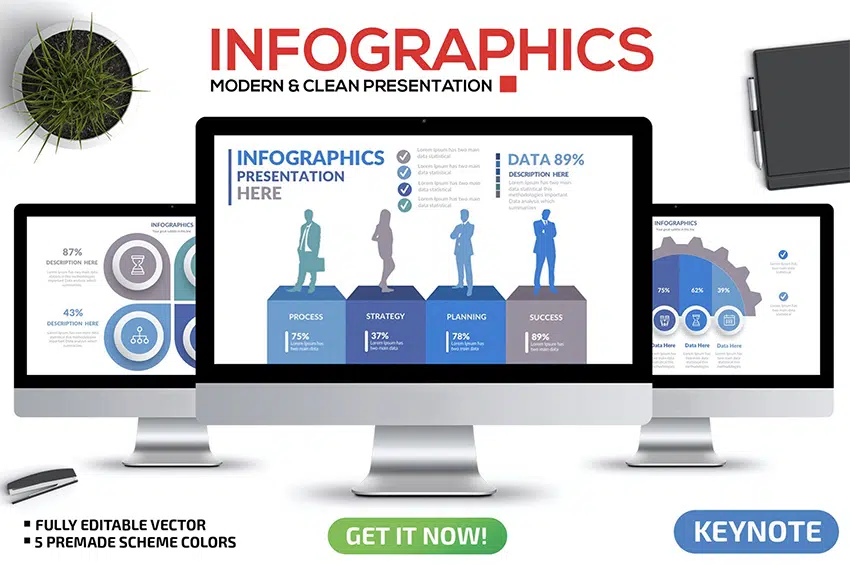 INFOGRAPHICS
MODERN & CLEAN PRESENTATION
INFOGRAPHICS
PRESENTATION
HERE
Lorem Ipsum has two main
data statistical
Lorem Ipsum has two main
data statistical
Lorem Ipsum has two main
data statistical
Lorem Ipsum has two main
data statistical
DATA 89%
DESCRIPTION HERE
Lorem Ipsum has two main
data statistical this
methodologies important
Data analysis which
summarization
PROCESS
75%
Lorem Ipsum has
two main data
STRATEGY
37%
Lorem Ipsum has
two main data
PLANNING
78%
Lorem Ipsum has
two main data
SUCCESS
89%
Lorem Ipsum has
two main data
INFOGRAPHICS
87%
DESCRIPTION HERE
43%
DESCRIPTION HERE
INFOGRAPHICS
75%
62%
39%
Data Here
Data Here
Data Here
FULLY EDITABLE VECTOR
5 PREMADE SCHEME COLORS
GET IT NOW!
KEYNOTE